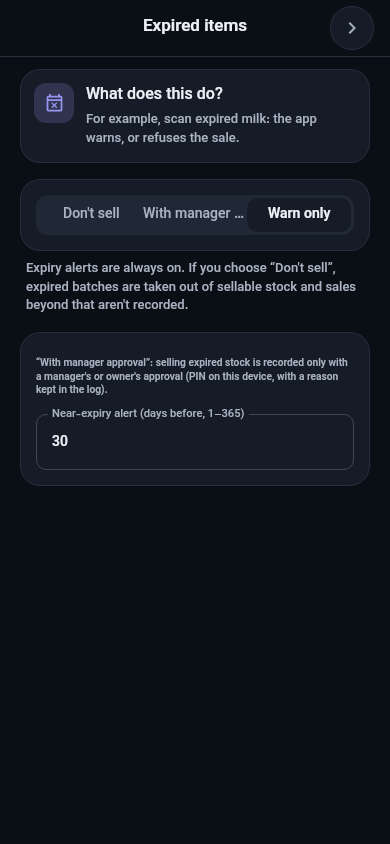 Expired items
What does this do?
For example, scan expired milk: the app
warns, or refuses the sale.
Don't sell
With manager ...
Warn only
Expiry alerts are always on. If you choose “Don't sell”,
expired batches are taken out of sellable stock and sales
beyond that aren't recorded.
“With manager approval”: selling expired stock is recorded only with
a manager's or owner's approval (PIN on this device, with a reason
kept in the log).
Near-expiry alert (days before, 1–365)
30